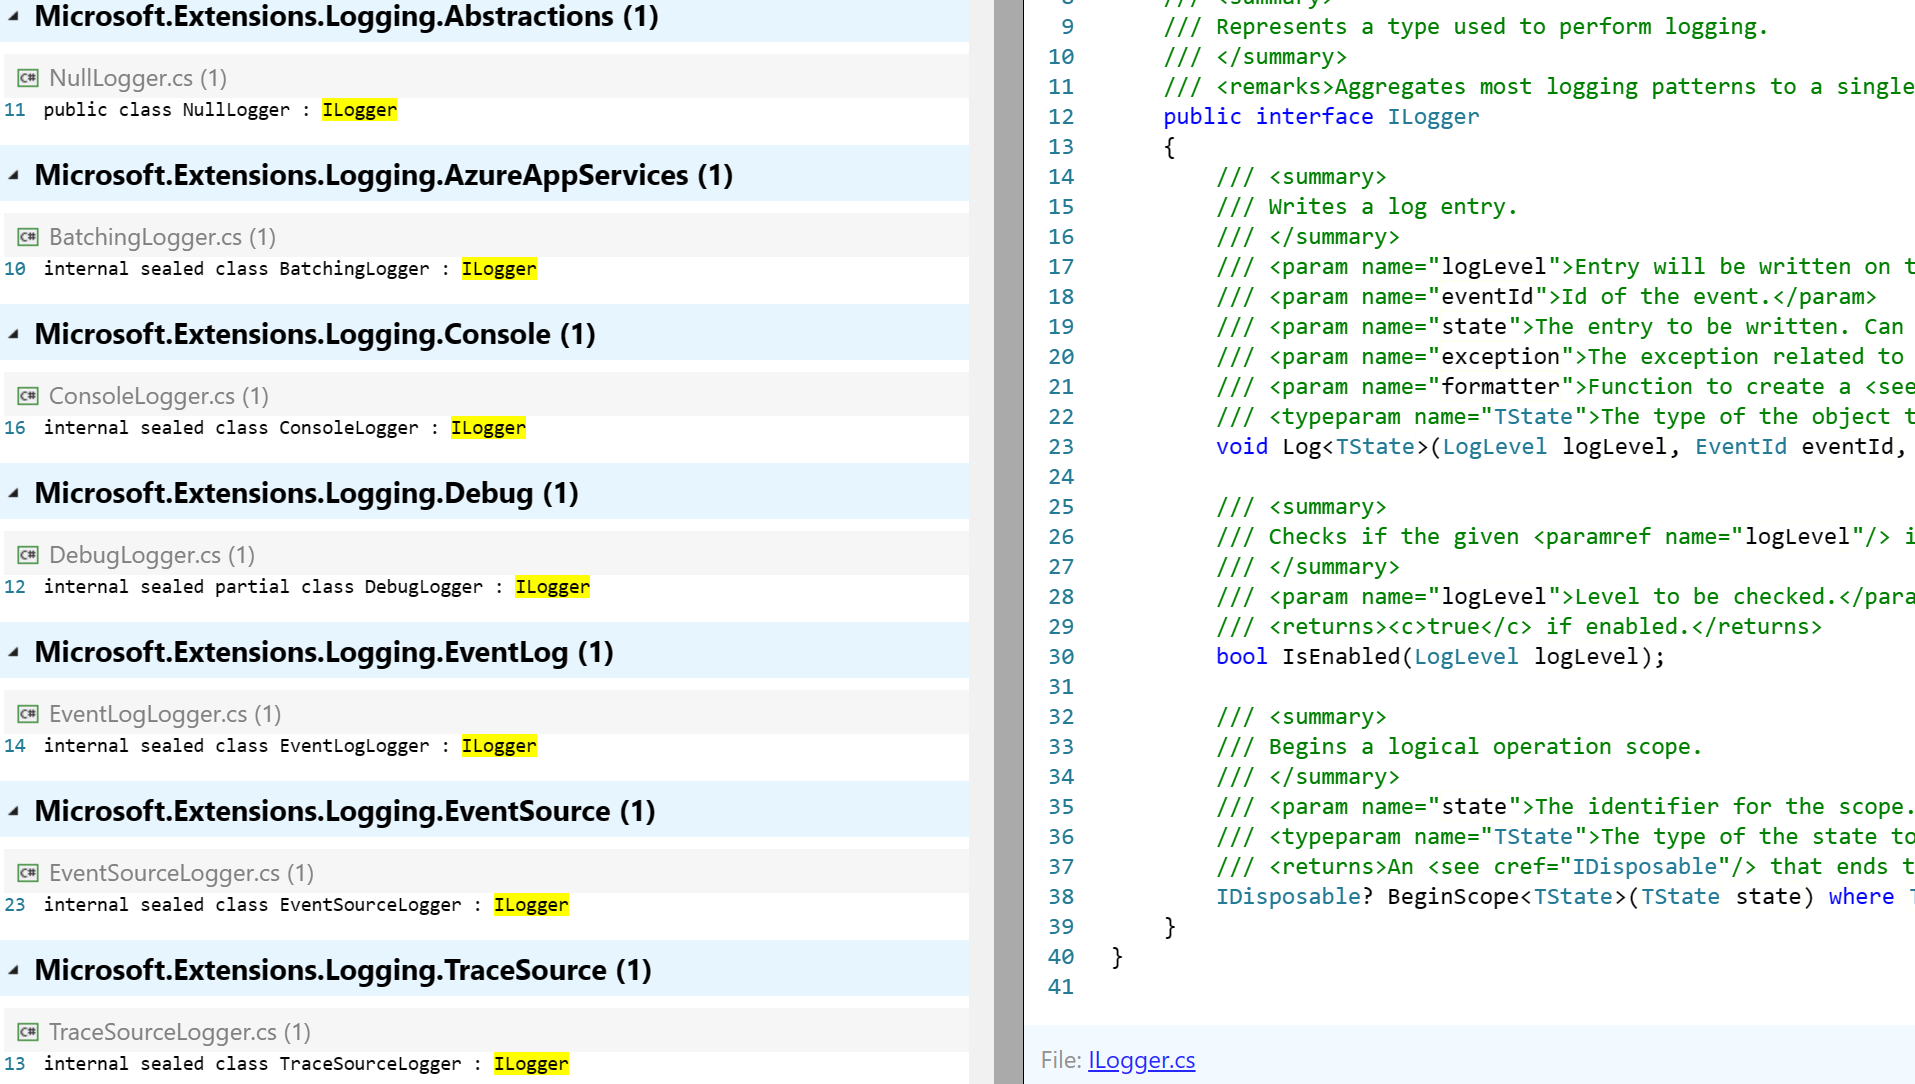 Microsoft.Extensions.Logging.Abstractions (1)
C# NullLogger.cs (1)
11 public class NullLogger : ILogger
Microsoft.Extensions.Logging.AzureAppServices (1)
C# BatchingLogger.cs (1)
10 internal sealed class BatchingLogger : ILogger
Microsoft.Extensions.Logging.Console (1)
C# ConsoleLogger.cs (1)
16 internal sealed class ConsoleLogger : ILogger
Microsoft.Extensions.Logging.Debug (1)
C# DebugLogger.cs (1)
12 internal sealed partial class DebugLogger : ILogger
Microsoft.Extensions.Logging.EventLog (1)
C# EventLogLogger.cs (1)
14 internal sealed class EventLogLogger : ILogger
Microsoft.Extensions.Logging.EventSource (1)
C# EventSourceLogger.cs (1)
23 internal sealed class EventSourceLogger : ILogger
Microsoft.Extensions.Logging.TraceSource (1)
C# TraceSourceLogger.cs (1)
13 internal sealed class TraceSourceLogger : ILogger
8 /// <summary>
9 /// Represents a type used to perform logging.
10 /// </summary>
11 /// <remarks>Aggregates most logging patterns to a single
12 public interface ILogger
13 {
14 /// <summary>
15 /// Writes a log entry.
16 /// </summary>
17 /// <param name="logLevel">Entry will be written on
18 /// <param name="eventId">Id of the event.</param>
19 /// <param name="state">The entry to be written. Can
20 /// <param name="exception">The exception related to
21 /// <param name="formatter">Function to create a <see
22 /// <typeparam name="TState">The type of the object
23 void Log<TState>(LogLevel logLevel, EventId eventId,
24
25 /// <summary>
26 /// Checks if the given <paramref name="logLevel"/>
27 /// </summary>
28 /// <param name="logLevel">Level to be checked.</para
29 /// <returns><c>true</c> if enabled.</returns>
30 bool IsEnabled(LogLevel logLevel);
31
32 /// <summary>
33 /// Begins a logical operation scope.
34 /// </summary>
35 /// <param name="state">The identifier for the scope.
36 /// <typeparam name="TState">The type of the state to
37 /// <returns>An <see cref="IDisposable"/> that ends
38 IDisposable? BeginScope<TState>(TState state) where
39 }
40 }
41
File: ILogger.cs